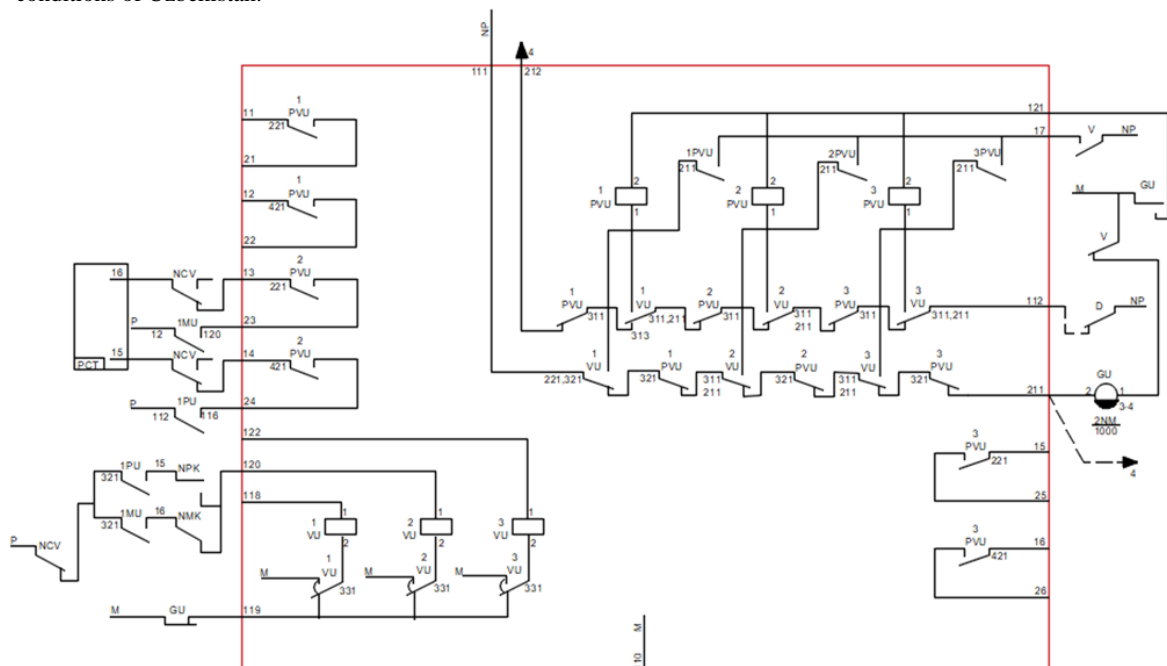 conditions of Uzbekistan.
NP
4
111
212
1
11
PVU
221
21
1
12
PVU
421
22
2
16
NCV
13
PVU
221
P
1MU
23
12
120
15
NCV
14
2
PVU
421
PCT
P
1PU
24
112
116
122
1PU
15
NPK
120
321
1MU
16
NMK
118
321
P
NCV
1
1
VU
2
2
1
VU
2
3
1
VU
2
1
VU
331
M
2
VU
331
M
3
VU
331
M
M
GU
119
121
17
V
NP
1PVU
211
2PVU
211
3PVU
211
1
PVU
2
1
2
PVU
2
1
3
PVU
2
1
M
GU
V
1
PVU
311
1
VU
311,211
313
2
PVU
311
2
VU
311
211
3
PVU
311
3
VU
311,211
112
D
NP
1
VU
221,321
1
PVU
321
2
VU
311
211
2
PVU
321
3
VU
311
211
3
PVU
321
211
GU
2
1
3-4
2NM
1000
4
3
PVU
221
15
25
3
PVU
421
16
26
M
10